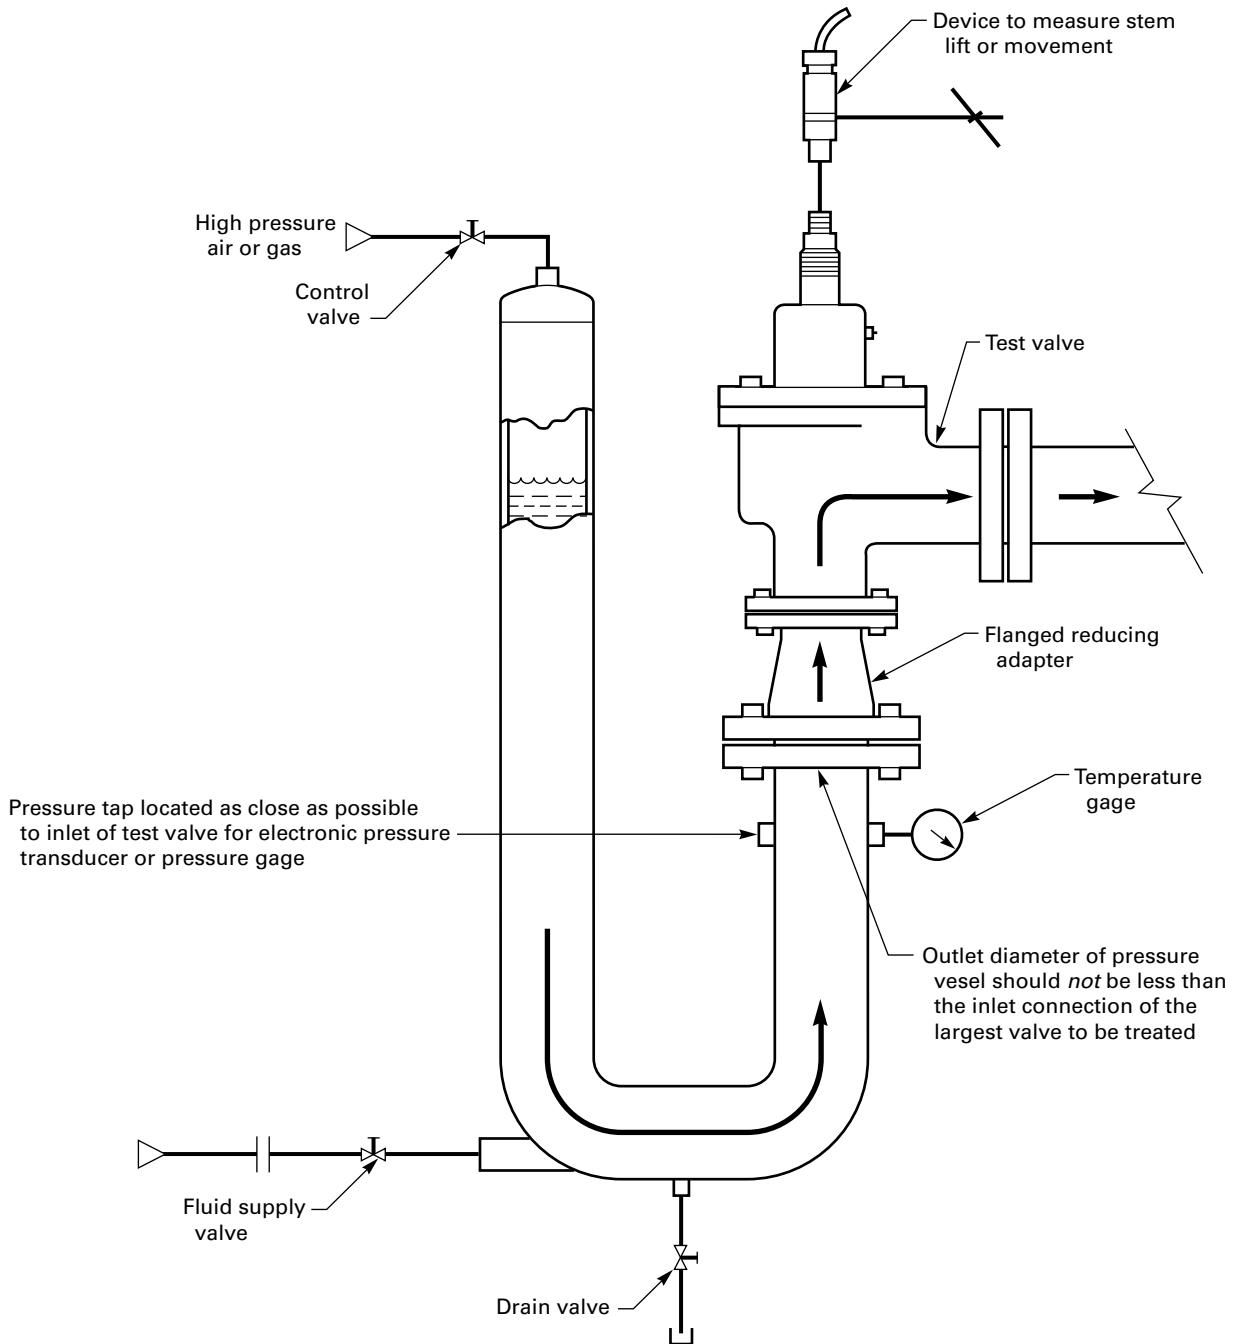 Device to measure stem
lift or movement
High pressure
air or gas
Control
valve
Test valve
Flanged reducing
adapter
Temperature
gage
Pressure tap located as close as possible
to inlet of test valve for electronic pressure
transducer or pressure gage
Outlet diameter of pressure
vessel should not be less than
the inlet connection of the
largest valve to be treated
Fluid supply
valve
Drain valve